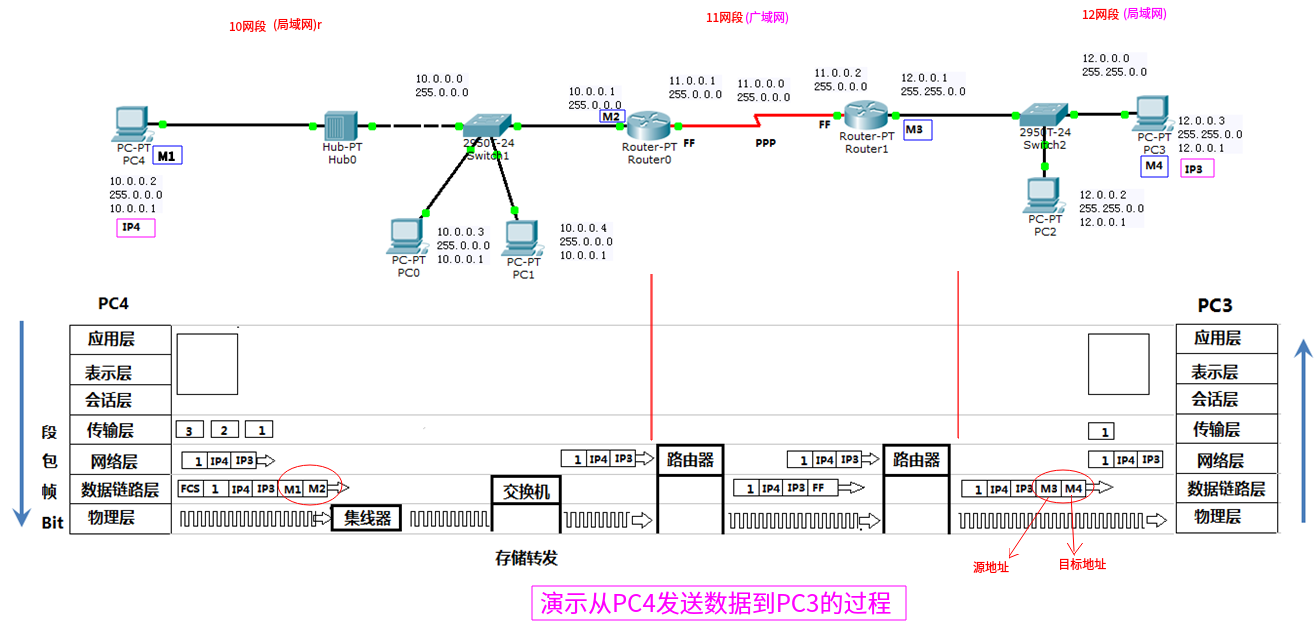 10网段 (局域网)r
11网段(广域网)
12网段 (局域网)
10.0.0.0
255.0.0.0
10.0.0.1
255.0.0.0
M2
11.0.0.1
255.0.0.0
11.0.0.0
255.0.0.0
11.0.0.2
255.0.0.0
12.0.0.1
255.255.0.0
12.0.0.0
255.255.0.0
PC-PT
PC4
M1
10.0.0.2
255.0.0.0
10.0.0.1
IP4
Hub-PT
Hub0
2950T-24
Switch1
Router-PT
Router0
FF
PPP
FF
Router-PT
Router1
M3
2950T-24
Switch2
PC-PT
PC3
12.0.0.3
255.255.0.0
12.0.0.1
M4
IP3
PC-PT
PC0
10.0.0.3
255.0.0.0
10.0.0.1
PC-PT
PC1
10.0.0.4
255.0.0.0
10.0.0.1
PC-PT
PC2
12.0.0.2
255.255.0.0
12.0.0.1
PC4
PC3
应用层
应用层
表示层
表示层
会话层
会话层
段 传输层 3 2 1
1 传输层
包 网络层 1 IP4 IP3
1 IP4 IP3 路由器
1 IP4 IP3 路由器
1 IP4 IP3 网络层
帧 数据链路层 FCS 1 IP4 IP3 M1 M2
交换机
1 IP4 IP3 FF
1 IP4 IP3 M3 M4
数据链路层
Bit 物理层
集线器
物理层
存储转发
源地址
目标地址
演示从PC4发送数据到PC3的过程